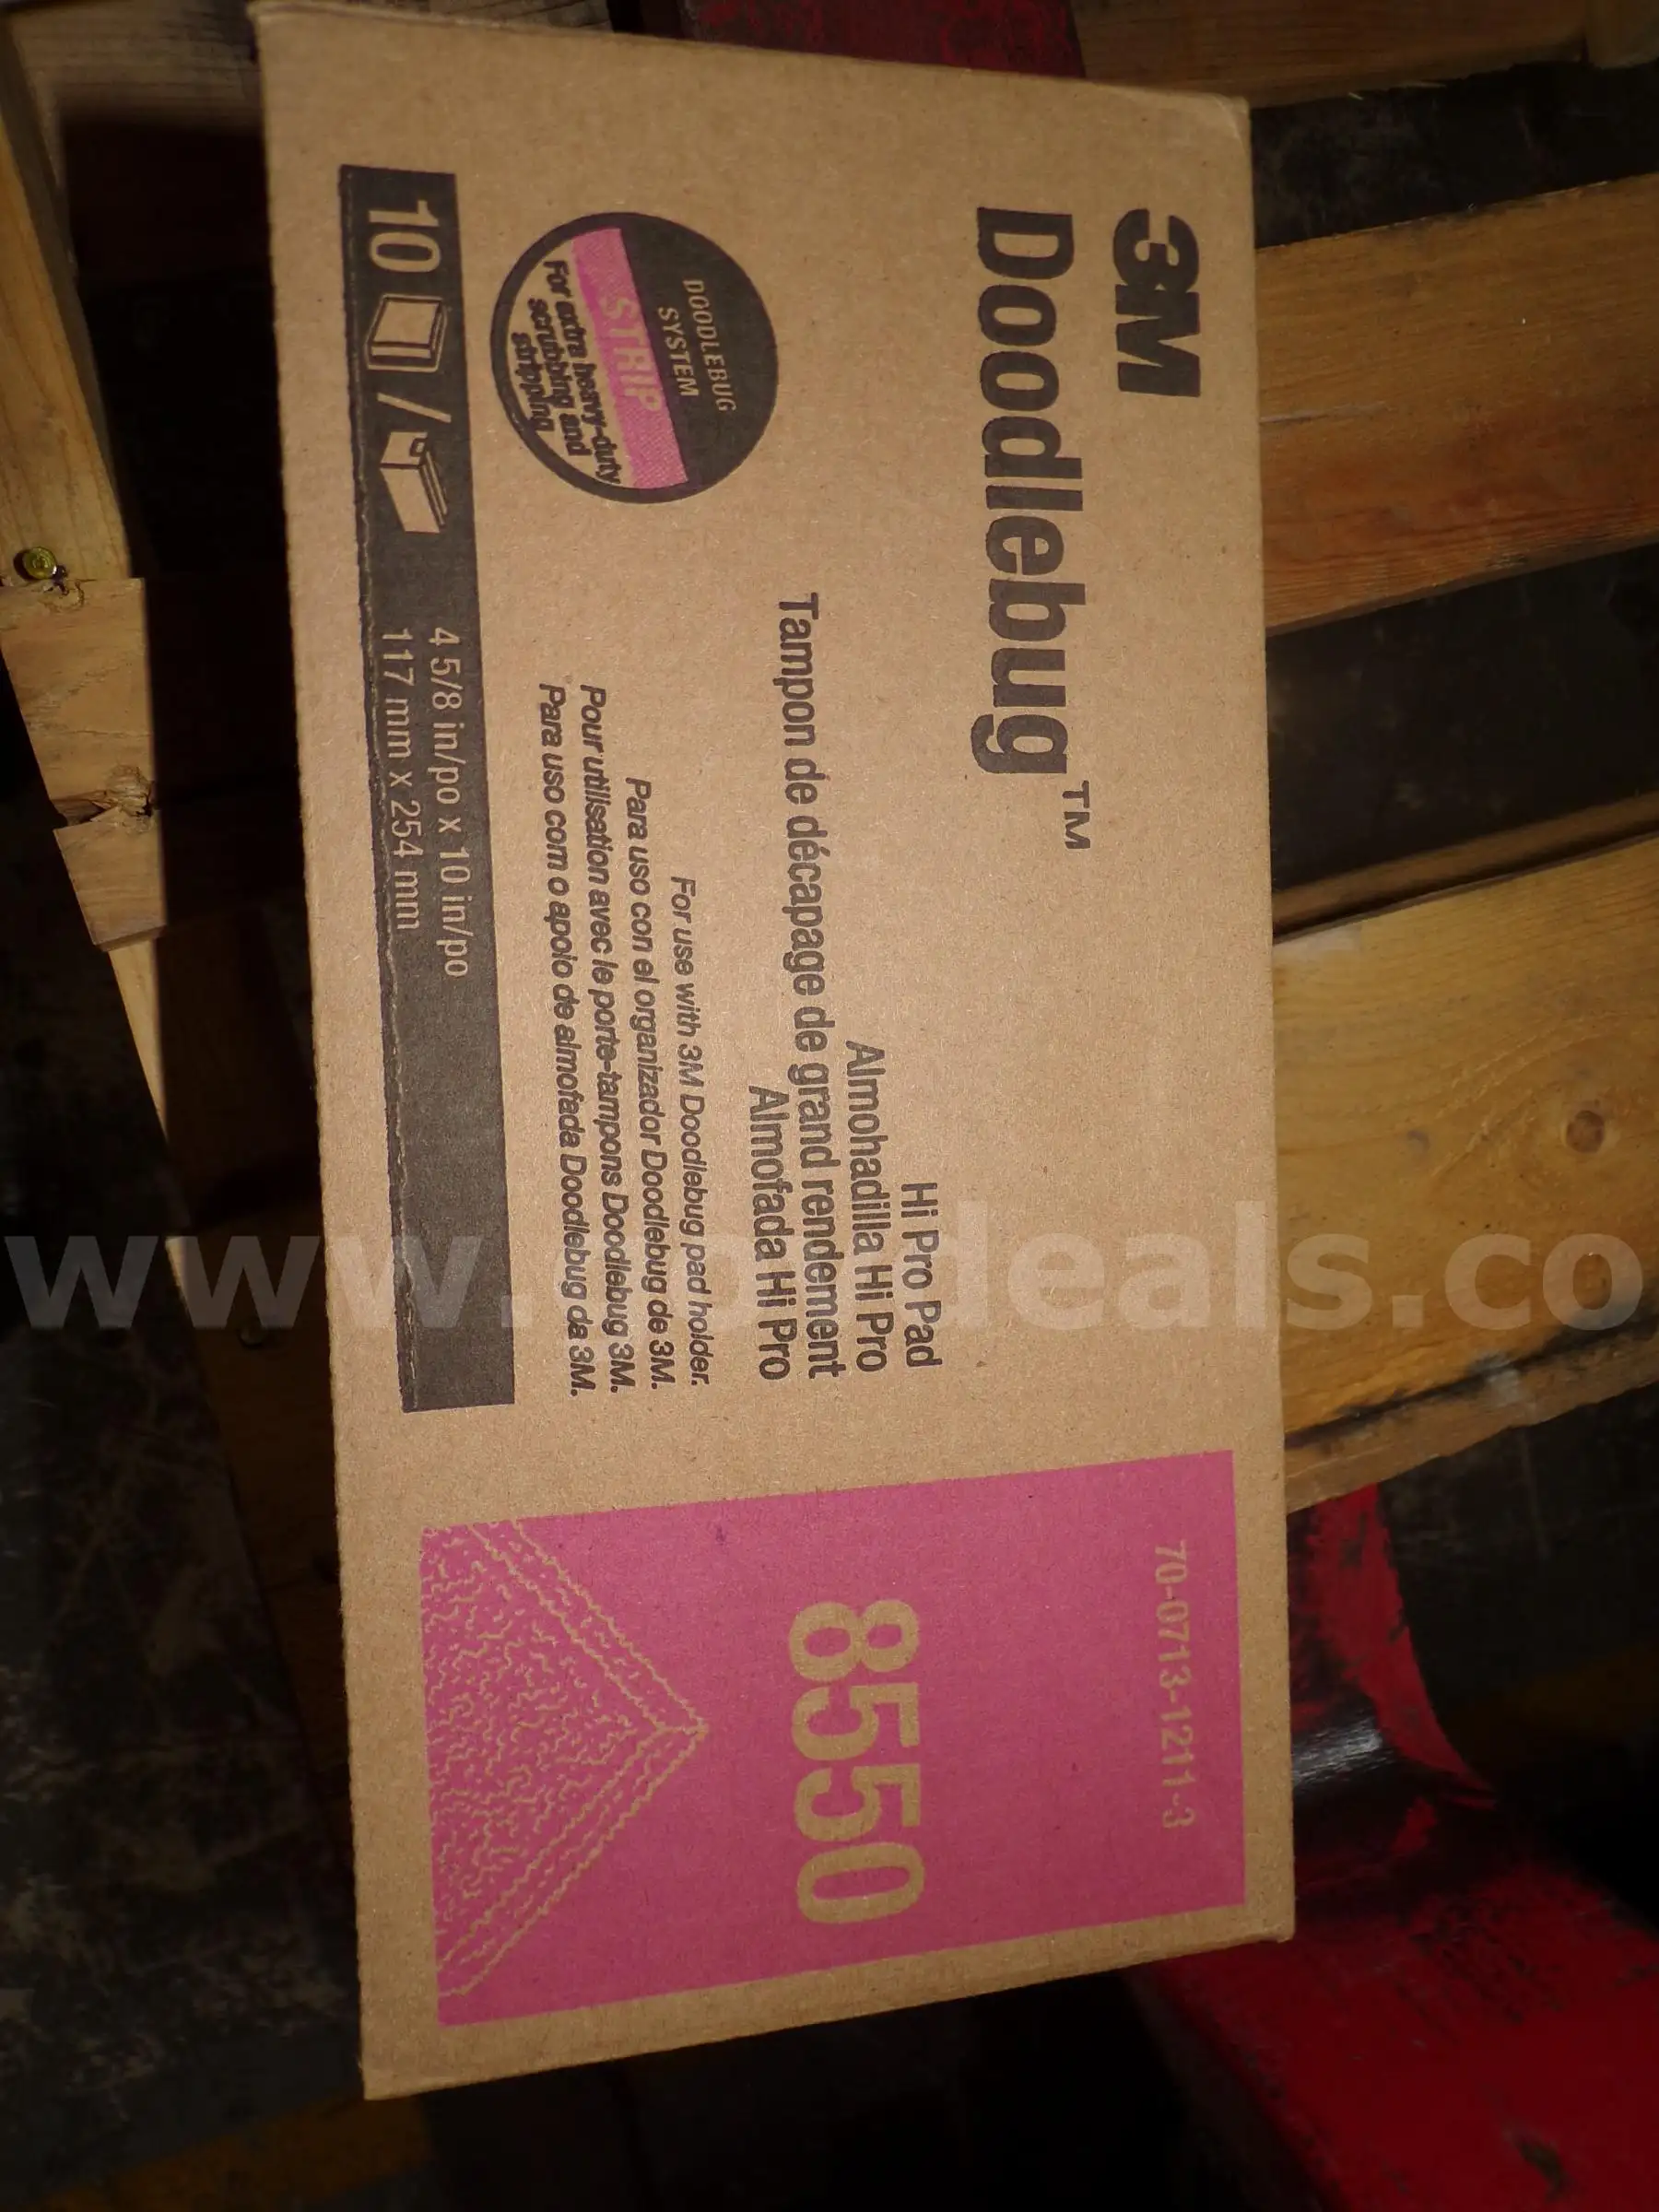 3M
Doodlebug™
Hi Pro Pad
Almohadilla Hi Pro
Tampon de décapage de grand rendement
Almofada Hi Pro
For use with 3M Doodlebug pad holder.
Para uso con el organizador Doodlebug de 3M.
Pour utilisation avec le porte-tampons Doodlebug 3M.
Para uso com o apoio de almofada Doodlebug da 3M.
DOODLEBUG
SYSTEM
STRIP
For extra heavy-duty
scrubbing and
stripping
10 /
4 5/8 in/po x 10 in/po
117 mm x 254 mm
70-0713-1211-3
8550
deals.co